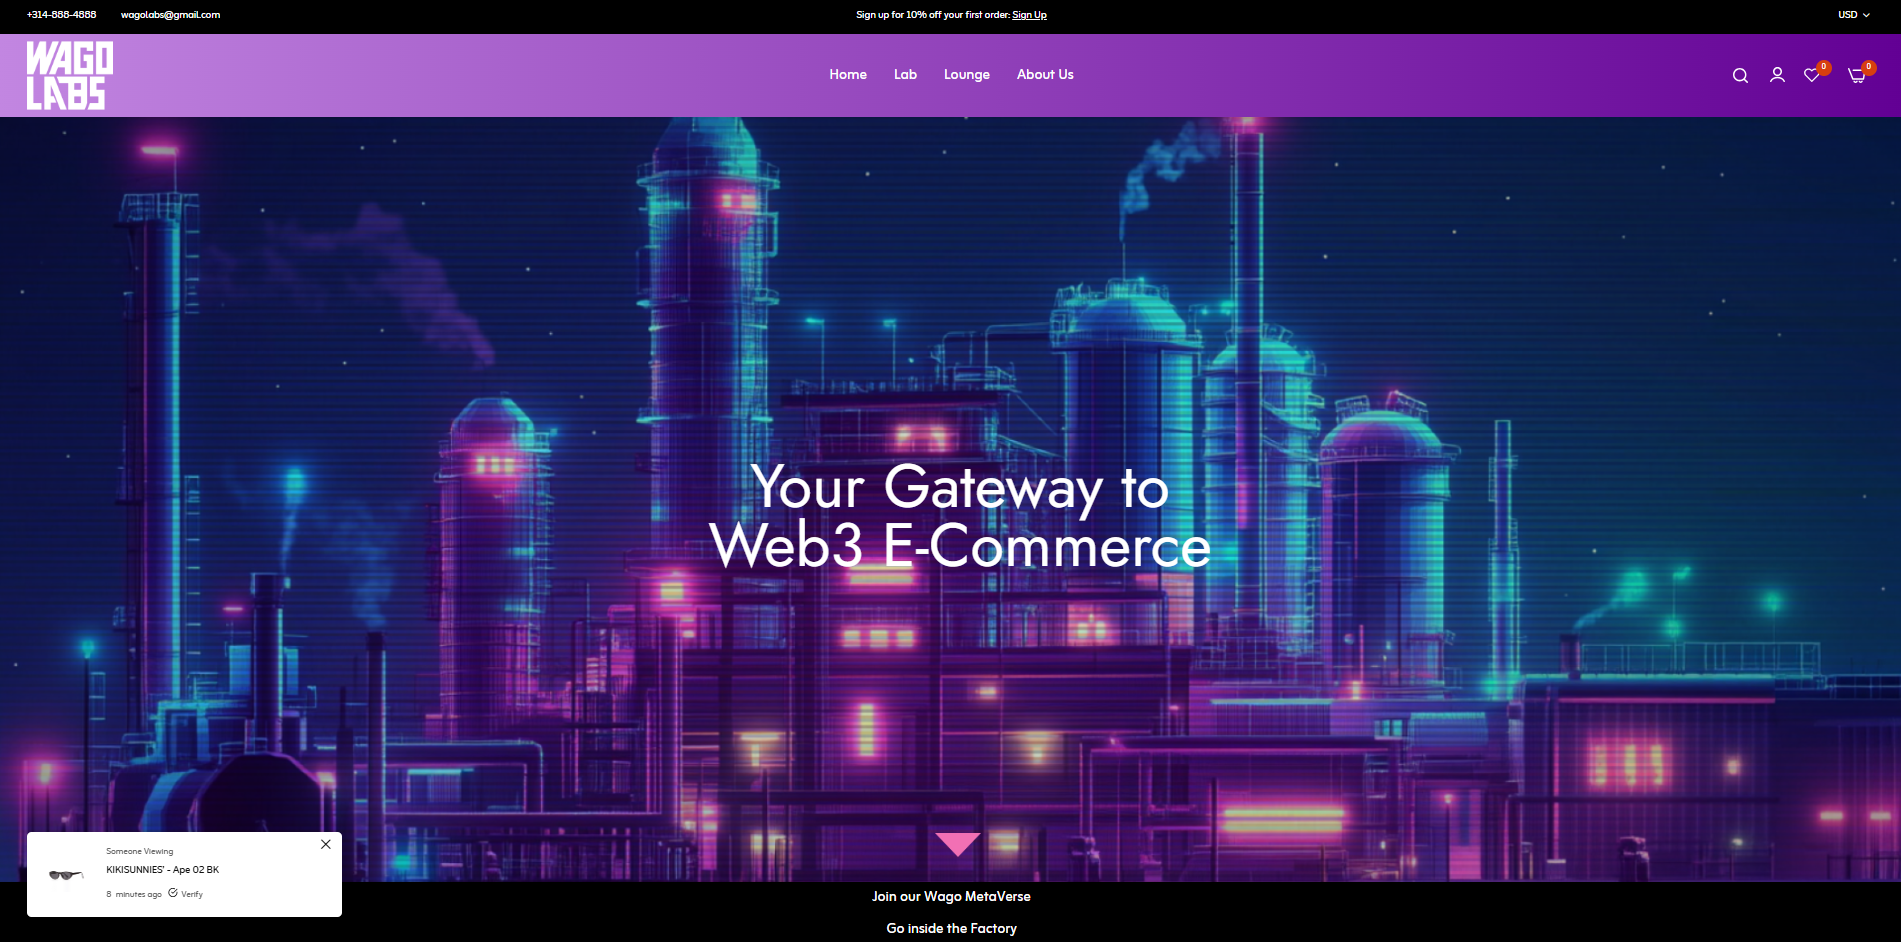 +314-888-4888 wagolabs@gmail.com Sign up for 10% off your first order: Sign Up USD
WAGO
LABS
Home Lab Lounge About Us 0 0
Your Gateway to
Web3 E-Commerce
Someone Viewing
KIKISUNNIES' - Ape 02 BK
8 minutes ago Verify
Join our Wago MetaVerse
Go inside the Factory